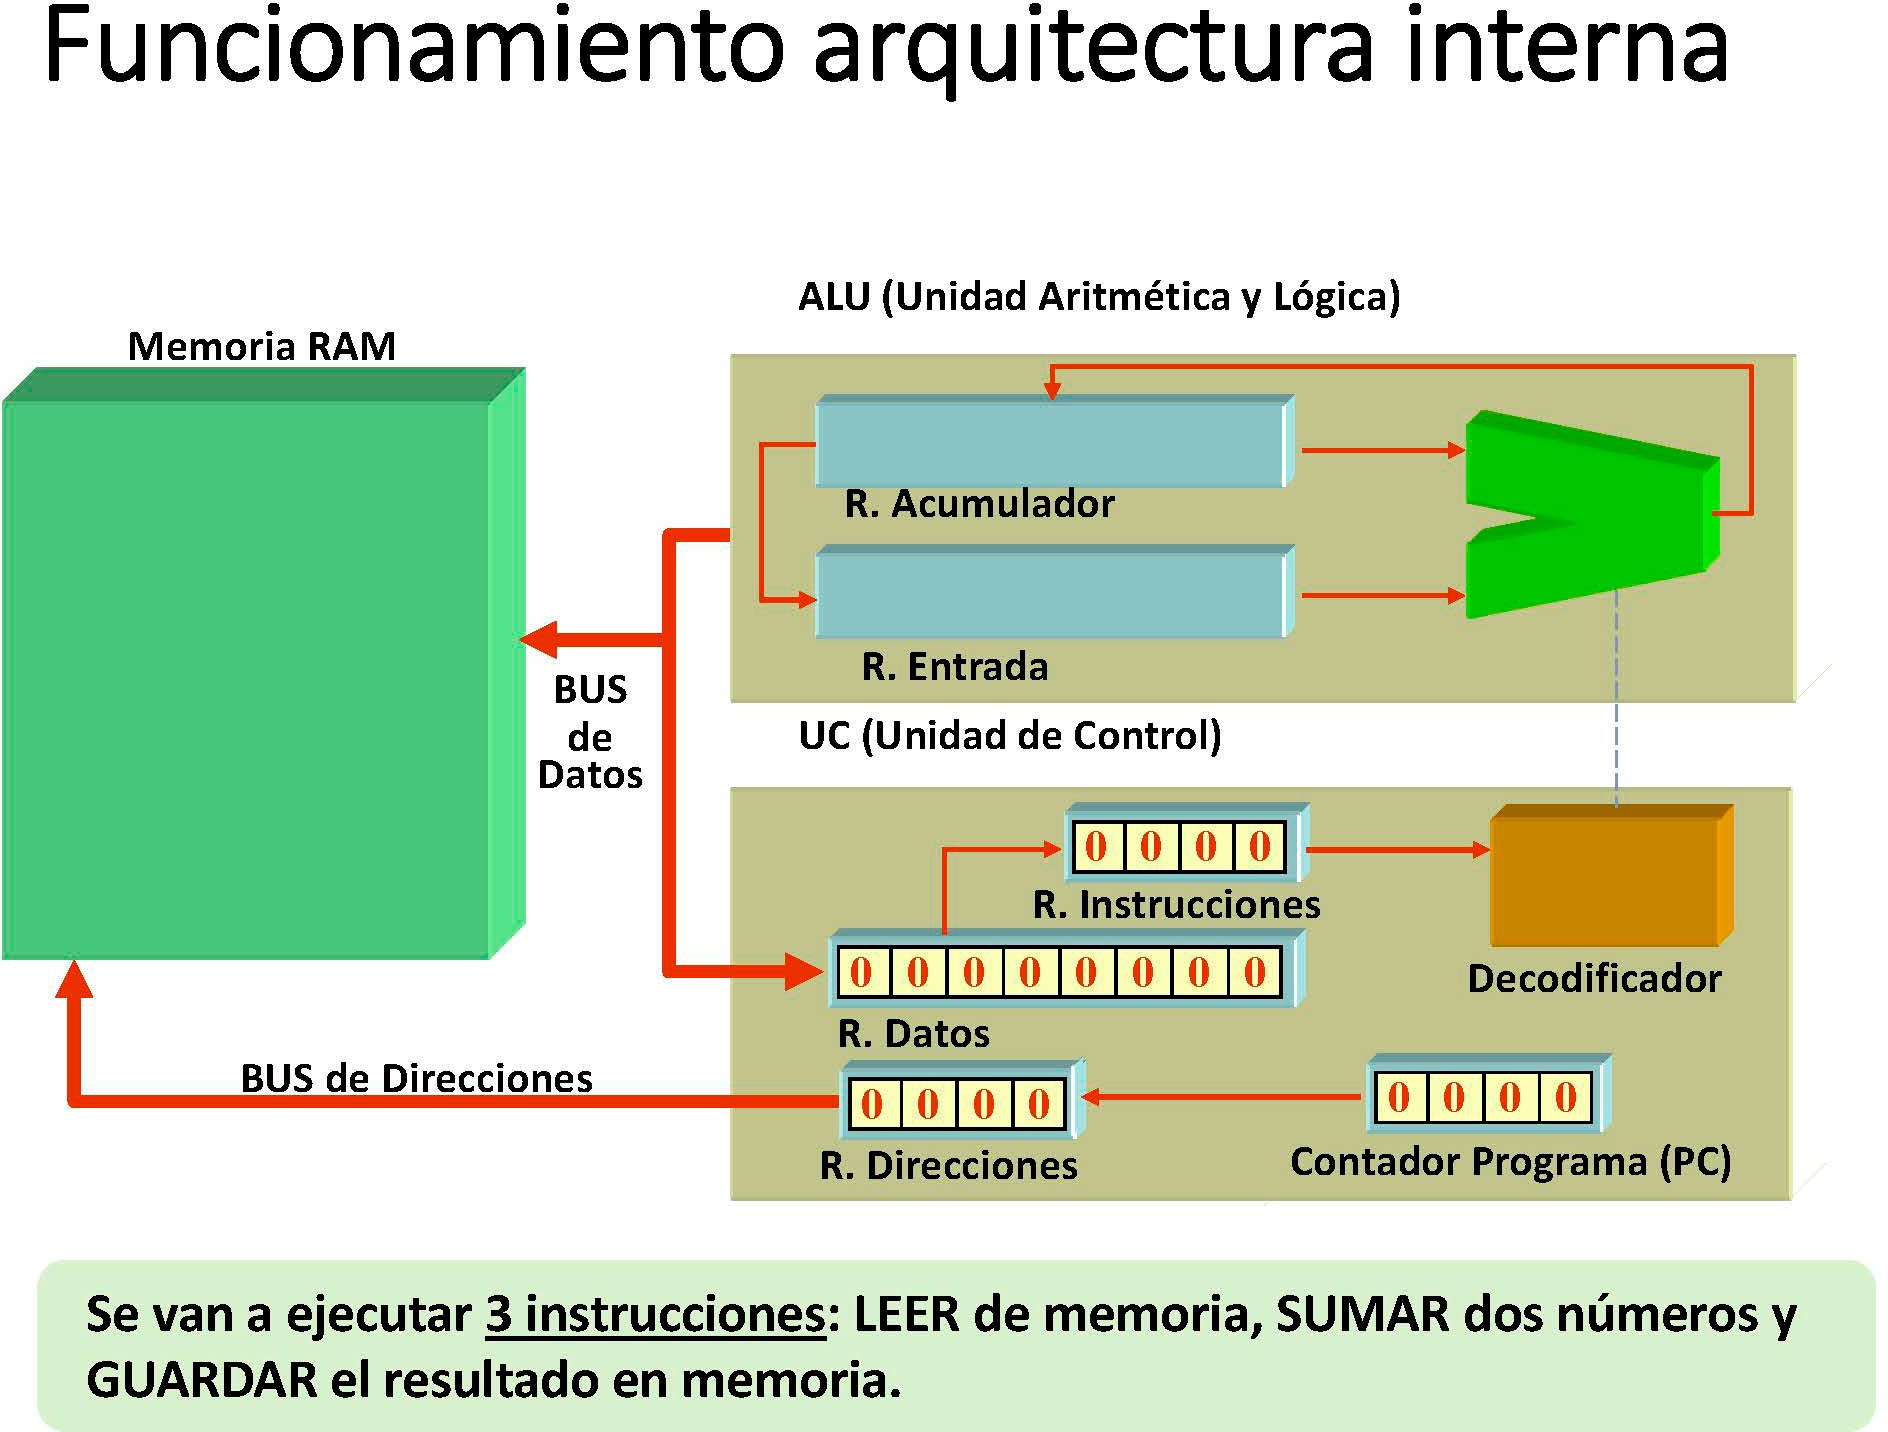 Funcionamiento arquitectura interna
ALU (Unidad Aritmética y Lógica)
Memoria RAM
R. Acumulador
R. Entrada
BUS
de
Datos
UC (Unidad de Control)
0 0 0 0
R. Instrucciones
0 0 0 0 0 0 0 0
R. Datos
Decodificador
BUS de Direcciones
0 0 0 0
R. Direcciones
0 0 0 0
Contador Programa (PC)
Se van a ejecutar 3 instrucciones: LEER de memoria, SUMAR dos números y
GUARDAR el resultado en memoria.